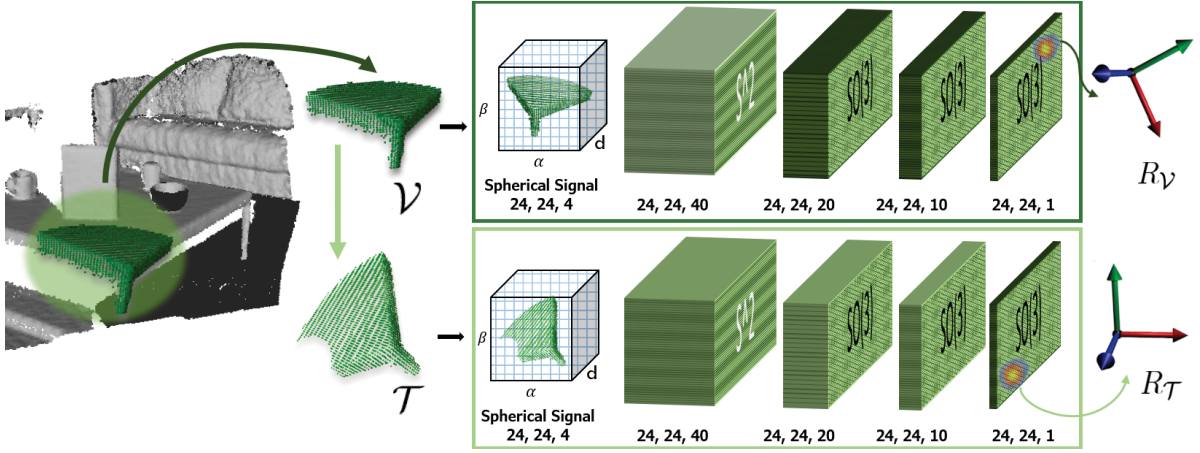 β
α
d
Spherical Signal
24, 24, 4
S^2
24, 24, 40
SO(3)
24, 24, 20
SO(3)
24, 24, 10
SO(3)
24, 24, 1
𝒱
R𝒱
β
α
d
Spherical Signal
24, 24, 4
S^2
24, 24, 40
SO(3)
24, 24, 20
SO(3)
24, 24, 10
SO(3)
24, 24, 1
𝒯
R𝒯